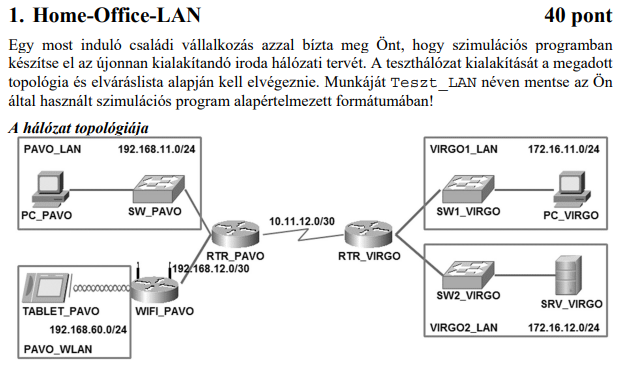 1. Home-Office-LAN 40 pont
Egy most induló családi vállalkozás azzal bízta meg Önt, hogy szimulációs programban
készítse el az újonnan kialakítandó iroda hálózati tervét. A teszthálózat kialakítását a megadott
topológia és elváráslista alapján kell elvégeznie. Munkáját Teszt_LAN néven mentse az Ön
által használt szimulációs program alapértelmezett formátumában!
A hálózat topológiája
PAVO_LAN 192.168.11.0/24
PC_PAVO
SW_PAVO
RTR_PAVO
192.168.12.0/30
TABLET_PAVO
WIFI_PAVO
192.168.60.0/24
PAVO_WLAN
10.11.12.0/30
RTR_VIRGO
VIRGO1_LAN 172.16.11.0/24
SW1_VIRGO
PC_VIRGO
SW2_VIRGO
SRV_VIRGO
VIRGO2_LAN 172.16.12.0/24